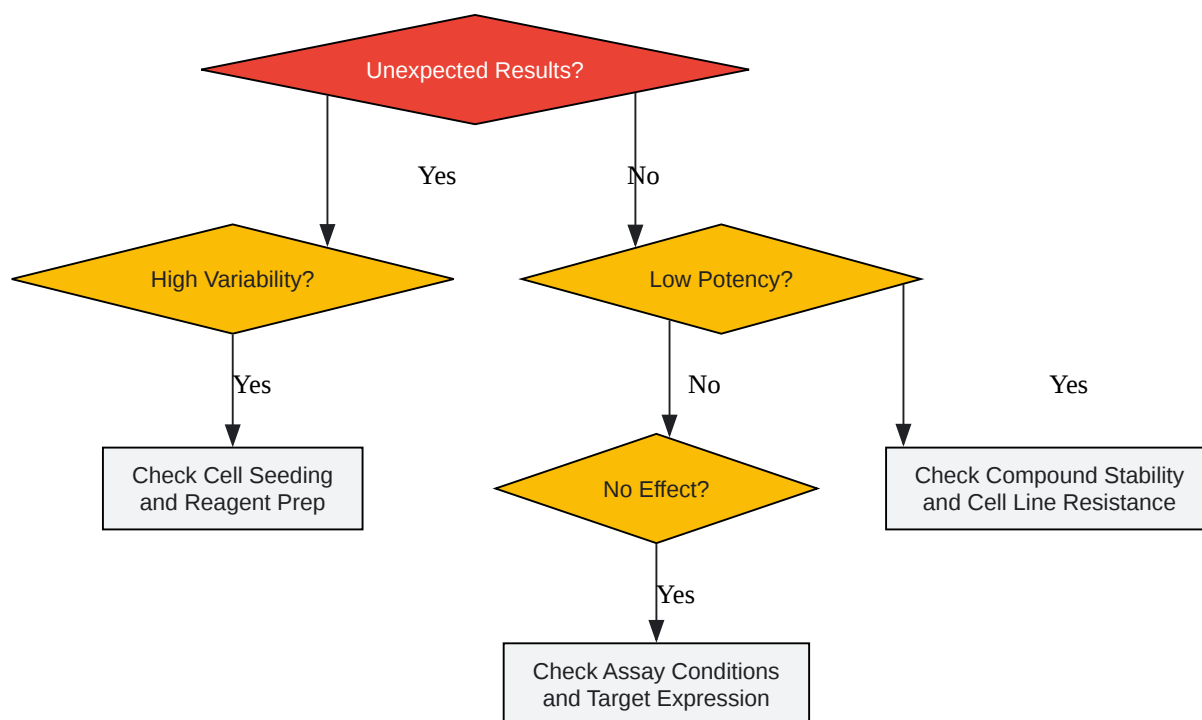 Unexpected Results?
Yes
No
High Variability?
Low Potency?
Yes
No
Yes
Check Cell Seeding
and Reagent Prep
No Effect?
Check Compound Stability
and Cell Line Resistance
Yes
Check Assay Conditions
and Target Expression